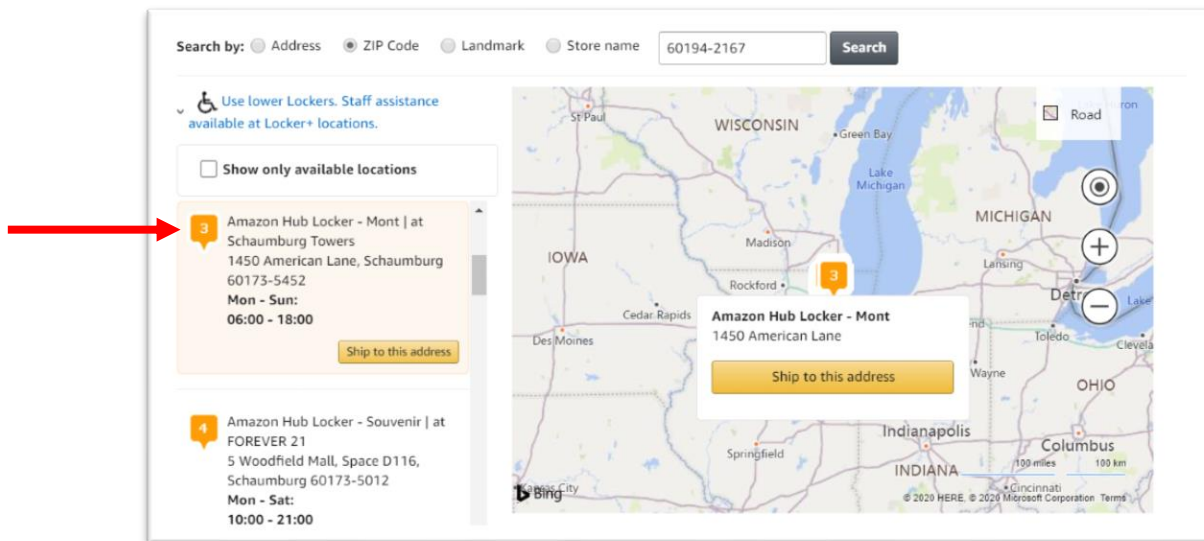 Search by: Address ZIP Code Landmark Store name 60194-2167 Search
Use lower Lockers. Staff assistance
available at Locker+ locations.
Show only available locations
3 Amazon Hub Locker - Mont | at
Schaumburg Towers
1450 American Lane, Schaumburg
60173-5452
Mon - Sun:
06:00 - 18:00
Ship to this address
4 Amazon Hub Locker - Souvenir | at
FOREVER 21
5 Woodfield Mall, Space D116,
Schaumburg 60173-5012
Mon - Sat:
10:00 - 21:00
Road
St Paul
WISCONSIN
Green Bay
Lake
Michigan
MICHIGAN
Madison
IOWA
Lansing
3
Rockford
Cedar Rapids
Des Moines
Amazon Hub Locker - Mont
1450 American Lane
Ship to this address
Toledo
Wayne
OHIO
Indianapolis
Columbus
Springfield
INDIANA
100 miles 100 km
City
Bing
Cincinnati
© 2020 HERE, © 2020 Microsoft Corporation Terms